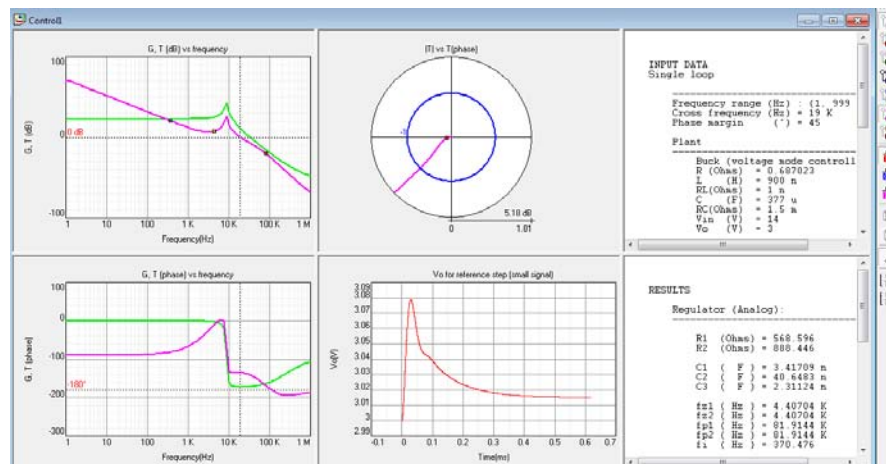 Control1
G, T (dB) vs frequency
100
0 dB
0
-100
G, T (dB)
1 10 100 1 K 10 K 100 K 1 M
Frequency(Hz)
|T| vs T(phase)
-1
5.18 dB
0 1.01
INPUT DATA
Single loop
Frequency range (Hz) : (1, 999
Cross frequency (Hz) = 19 K
Phase margin (°) = 45
Plant
Buck (voltage mode controll
R (Ohms) = 0.687023
L (H) = 900 n
RL(Ohms) = 1 n
C (F) = 377 u
RC(Ohms) = 1.5 m
Vin (V) = 14
Vo (V) = 3
G, T (phase) vs frequency
100
0
-100
-180°
-200
-300
G, T (phase)
1 10 100 1 K 10 K 100 K 1 M
Frequency(Hz)
Vo for reference step (small signal)
3.09
3.08
3.07
3.06
3.05
3.04
3.03
3.02
3.01
3
2.99
Vo(V)
-0.1 0 0.1 0.2 0.3 0.4 0.5 0.6 0.7
Time(ms)
RESULTS
Regulator (Analog):
R1 (Ohms) = 568.596
R2 (Ohms) = 888.446
C1 ( F ) = 3.41709 n
C2 ( F ) = 40.6483 n
C3 ( F ) = 2.31124 n
fz1 ( Hz ) = 4.40704 K
fz2 ( Hz ) = 4.40704 K
fp1 ( Hz ) = 81.9144 K
fp2 ( Hz ) = 81.9144 K
fi ( Hz ) = 370.476